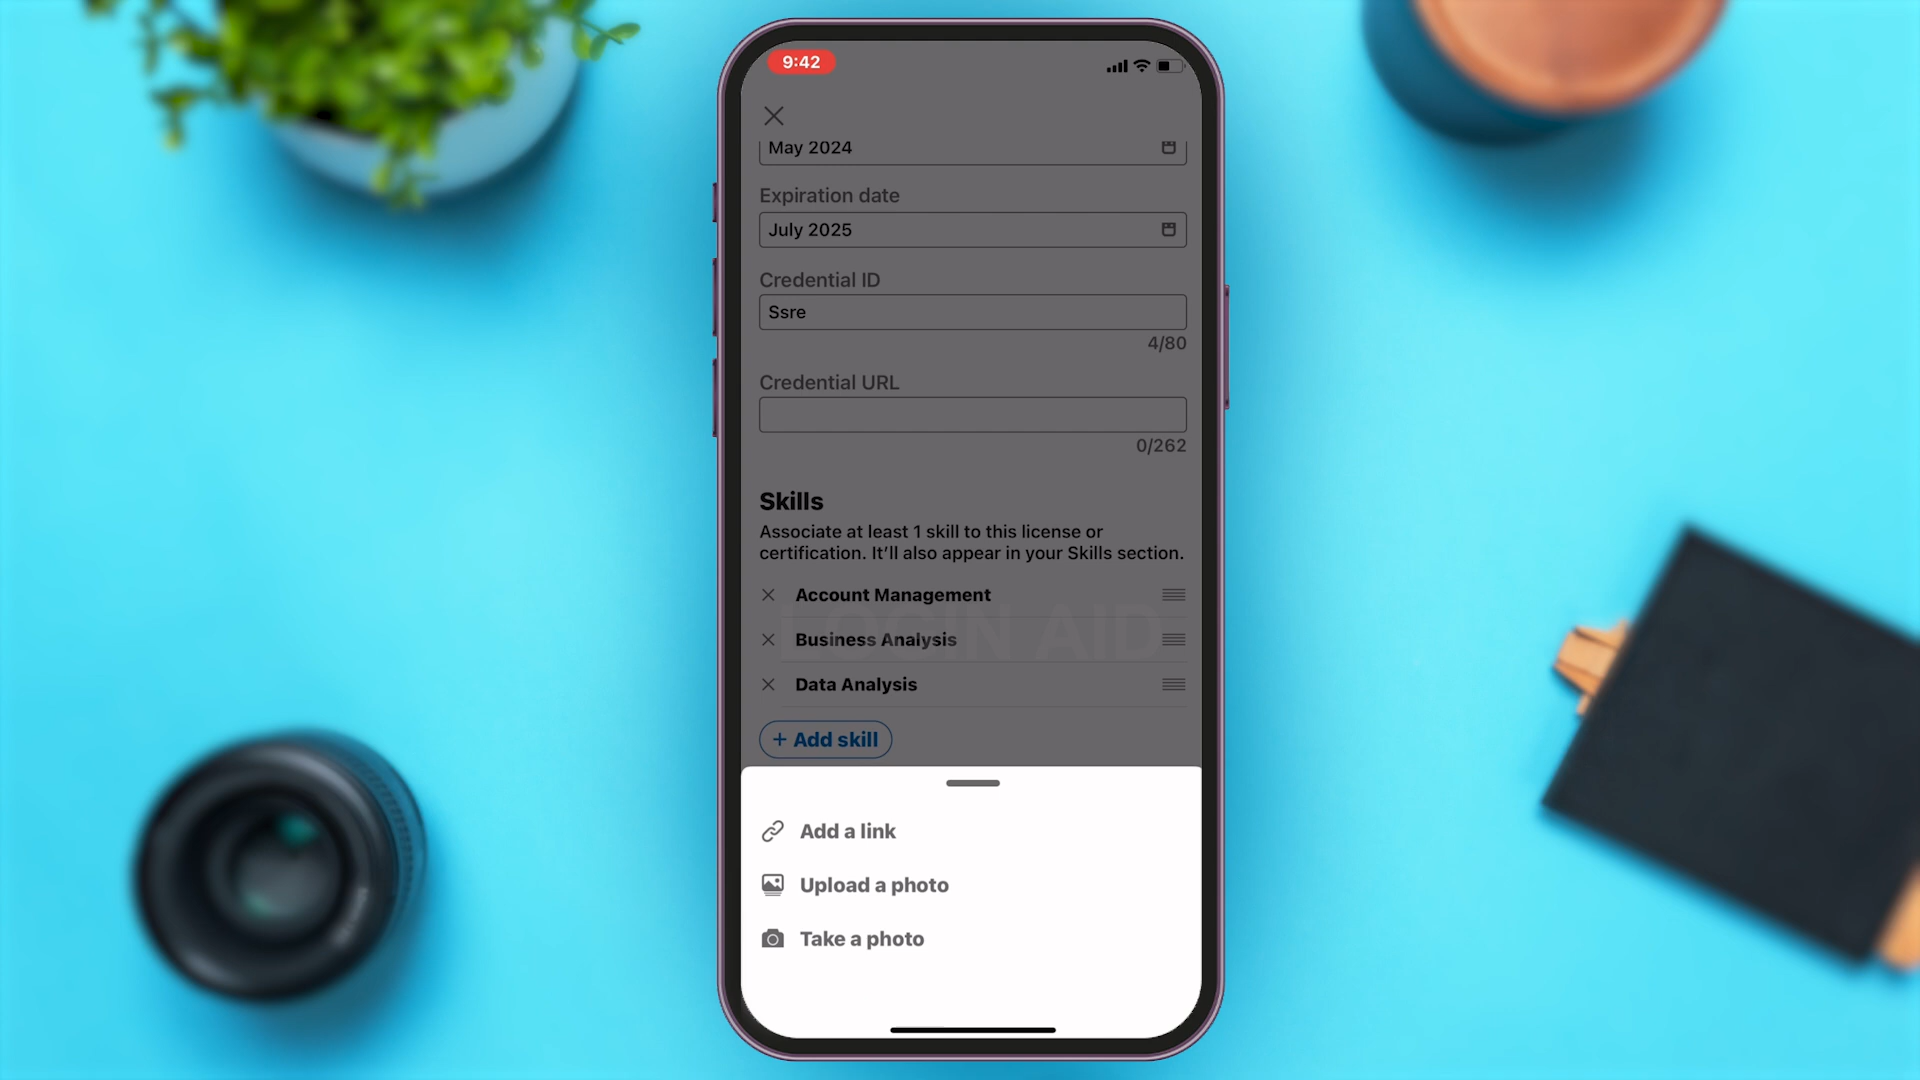 9:42
May 2024
Expiration date
July 2025
Credential ID
Ssre
4/80
Credential URL
0/262
Skills
Associate at least 1 skill to this license or
certification. It’ll also appear in your Skills section.
Account Management
LOGIN AID
Business Analysis
Data Analysis
+ Add skill
Add a link
Upload a photo
Take a photo